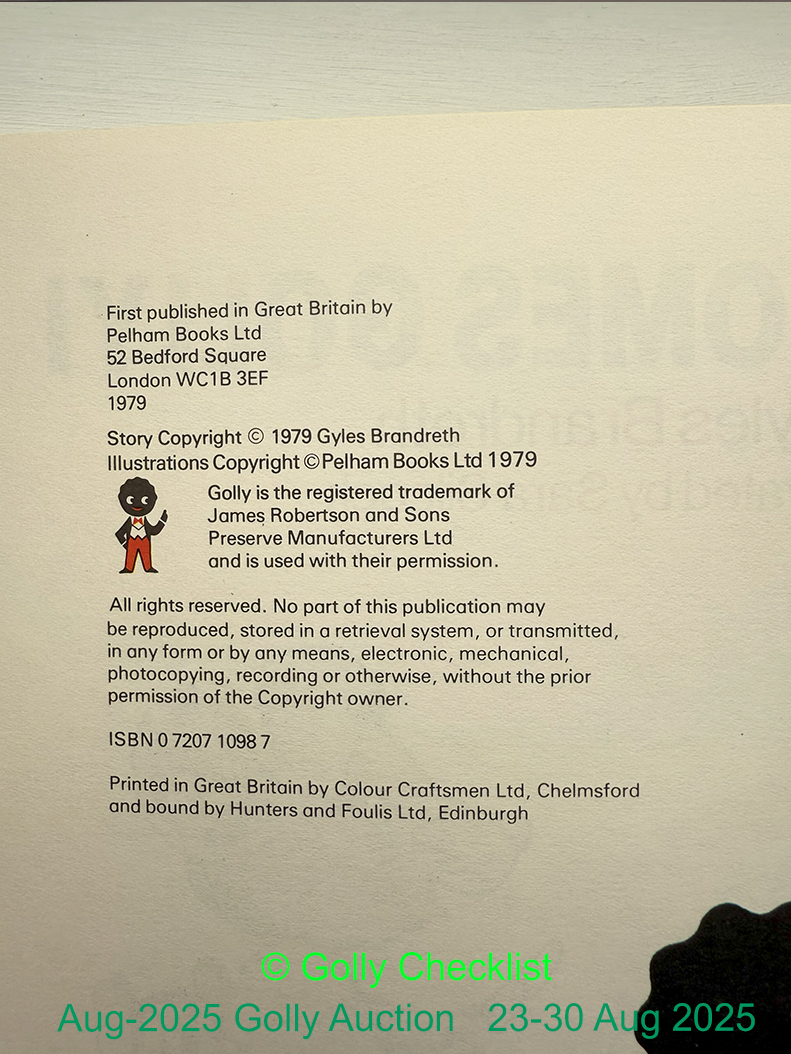 First published in Great Britain by
Pelham Books Ltd
52 Bedford Square
London WC1B 3EF
1979
Story Copyright © 1979 Gyles Brandreth
Illustrations Copyright © Pelham Books Ltd 1979
Golly is the registered trademark of
James Robertson and Sons
Preserve Manufacturers Ltd
and is used with their permission.
All rights reserved. No part of this publication may
be reproduced, stored in a retrieval system, or transmitted,
in any form or by any means, electronic, mechanical,
photocopying, recording or otherwise, without the prior
permission of the Copyright owner.
ISBN 0 7207 1098 7
Printed in Great Britain by Colour Craftsmen Ltd, Chelmsford
and bound by Hunters and Foulis Ltd, Edinburgh
© Golly Checklist
Aug-2025 Golly Auction 23-30 Aug 2025